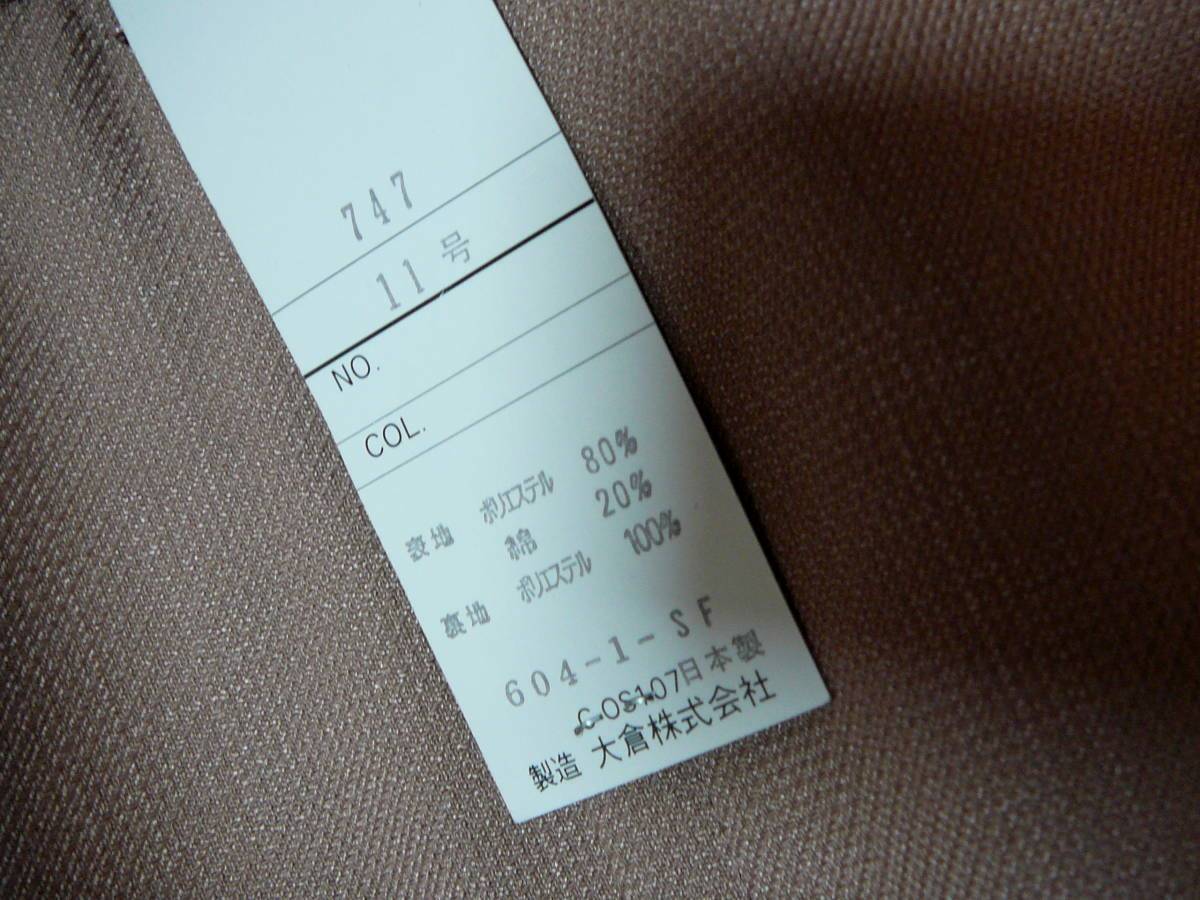 747
11号
NO.
COL.
表地 ポリエステル 80%
綿 20%
裏地 ポリエステル 100%
604-1-SF
C-OS107日本製
製造 大倉株式会社